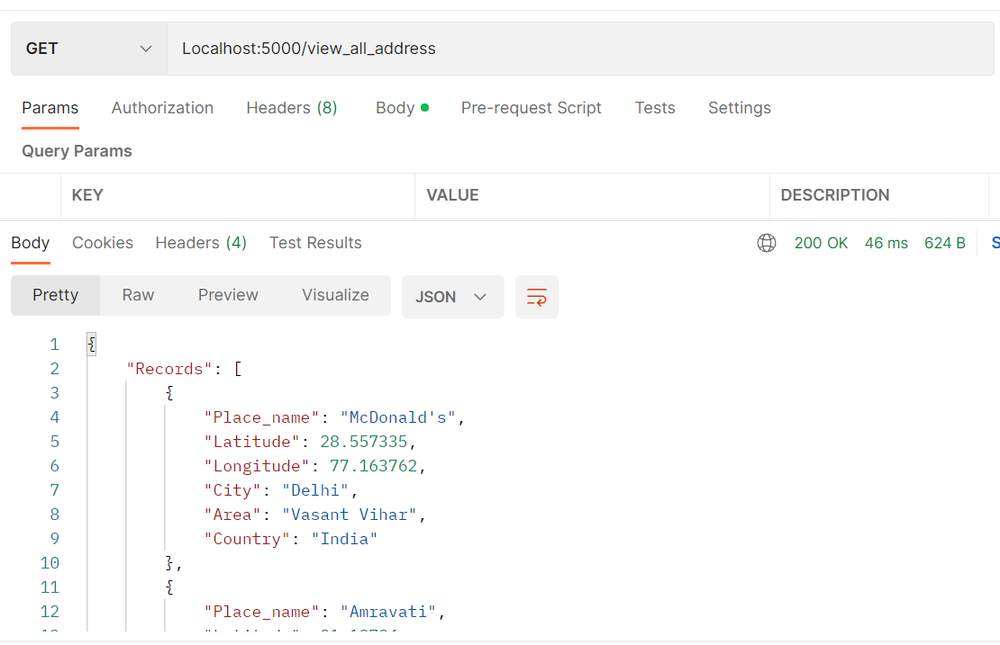 GET Localhost:5000/view_all_address
Params Authorization Headers (8) Body Pre-request Script Tests Settings
Query Params
KEY VALUE DESCRIPTION
Body Cookies Headers (4) Test Results 200 OK 46 ms 624 B S
Pretty Raw Preview Visualize JSON
1 {
2 "Records": [
3 {
4 "Place_name": "McDonald's",
5 "Latitude": 28.557335,
6 "Longitude": 77.163762,
7 "City": "Delhi",
8 "Area": "Vasant Vihar",
9 "Country": "India"
10 },
11 {
12 "Place_name": "Amravati",